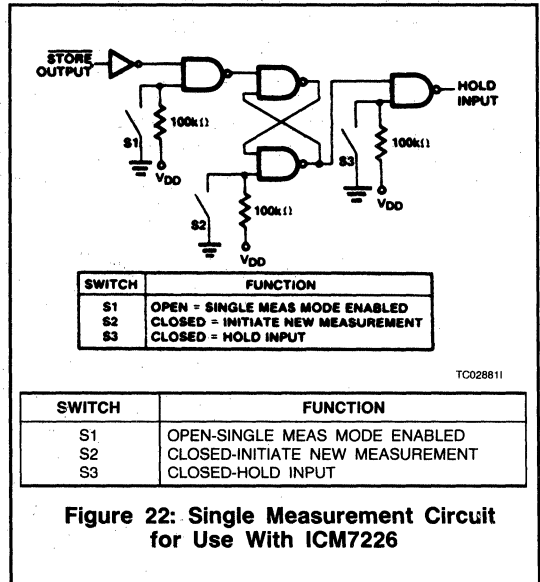 STORE
OUTPUT
HOLD
INPUT
100kΩ
S1
VDD
S3
100kΩ
VDD
S2
100kΩ
VDD
SWITCH FUNCTION
S1 OPEN = SINGLE MEAS MODE ENABLED
S2 CLOSED = INITIATE NEW MEASUREMENT
S3 CLOSED = HOLD INPUT
TC02881I
SWITCH FUNCTION
S1 OPEN-SINGLE MEAS MODE ENABLED
S2 CLOSED-INITIATE NEW MEASUREMENT
S3 CLOSED-HOLD INPUT
Figure 22: Single Measurement Circuit
for Use With ICM7226